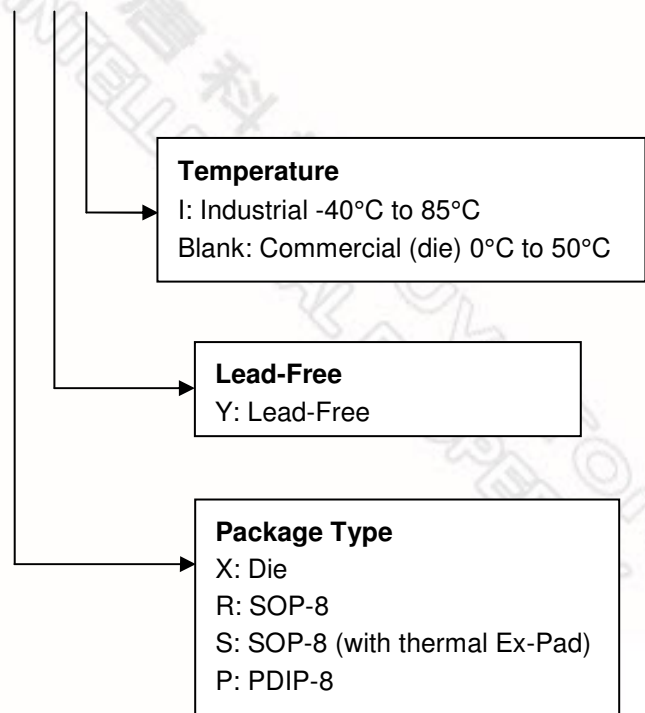 Temperature
I: Industrial -40°C to 85°C
Blank: Commercial (die) 0°C to 50°C
Lead-Free
Y: Lead-Free
Package Type
X: Die
R: SOP-8
S: SOP-8 (with thermal Ex-Pad)
P: PDIP-8